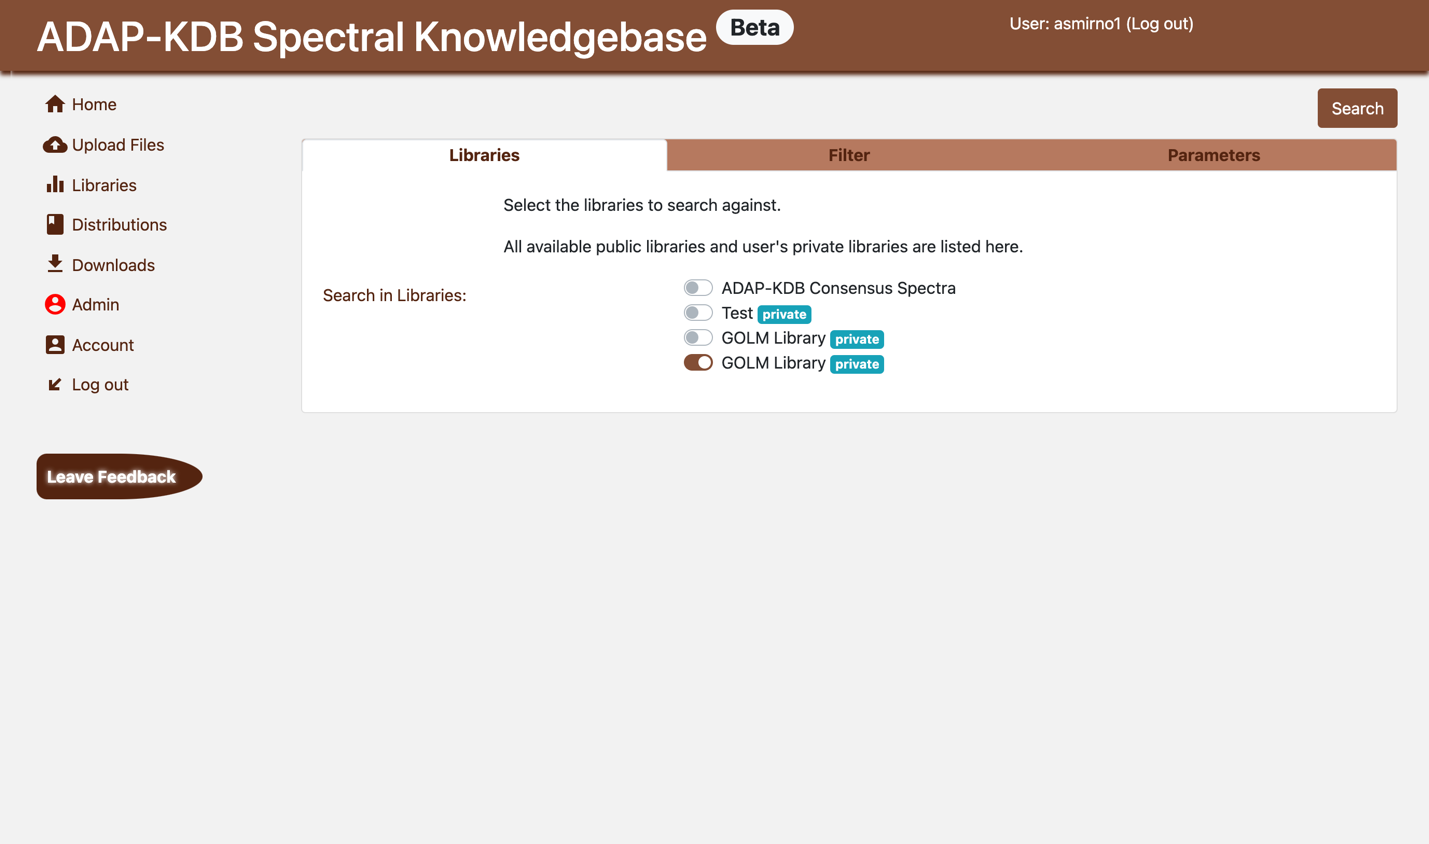 ADAP-KDB Spectral Knowledgebase Beta
User: asmirno1 (Log out)
Home
Upload Files
Libraries
Distributions
Downloads
Admin
Account
Log out
Leave Feedback
Search
Libraries Filter Parameters
Select the libraries to search against.
All available public libraries and user's private libraries are listed here.
Search in Libraries:
ADAP-KDB Consensus Spectra
Test private
GOLM Library private
GOLM Library private